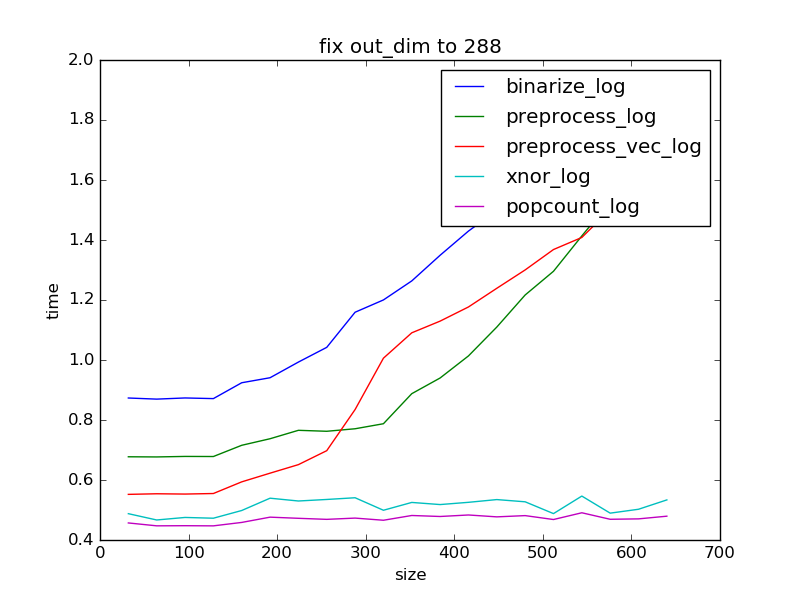 fix out_dim to 288
2.0
1.8
1.6
1.4
1.2
1.0
0.8
0.6
0.4
time
binarize_log
preprocess_log
preprocess_vec_log
xnor_log
popcount_log
0 100 200 300 400 500 600 700
size